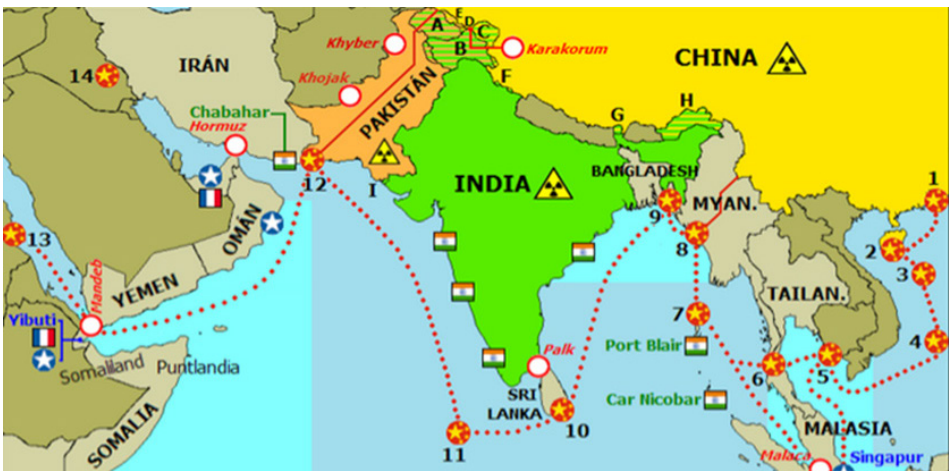 E
D
A
C
B
Khyber
Karakorum
IRÁN
14
CHINA
Khojak
F
PAKISTÁN
Chabahar
Hormuz
H
G
BANGLADESH
12
I
INDIA
1
MYAN.
9
OMÁN
8
2
13
3
Mandeb
YEMEN
TAILAN.
7
Yibuti
Port Blair
4
Palk
Somaliland
Puntlandia
6
5
SRI
LANKA
Car Nicobar
10
11
SOMALIA
MALASIA
Malaca
Singapur